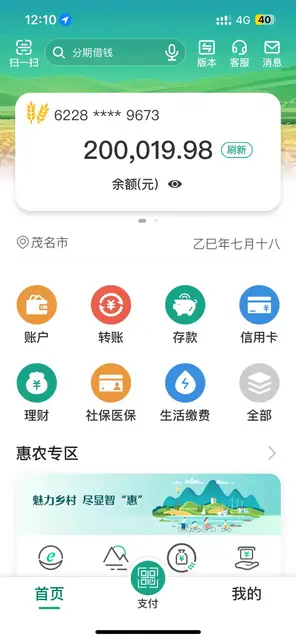 12:10
4G
40
扫一扫
分期借钱
版本
客服
消息
6228 **** 9673
200,019.98
刷新
余额(元)
茂名市
乙巳年七月十八
账户
转账
存款
信用卡
理财
社保医保
生活缴费
全部
惠农专区
魅力乡村 尽显智“惠”
首页
支付
我的